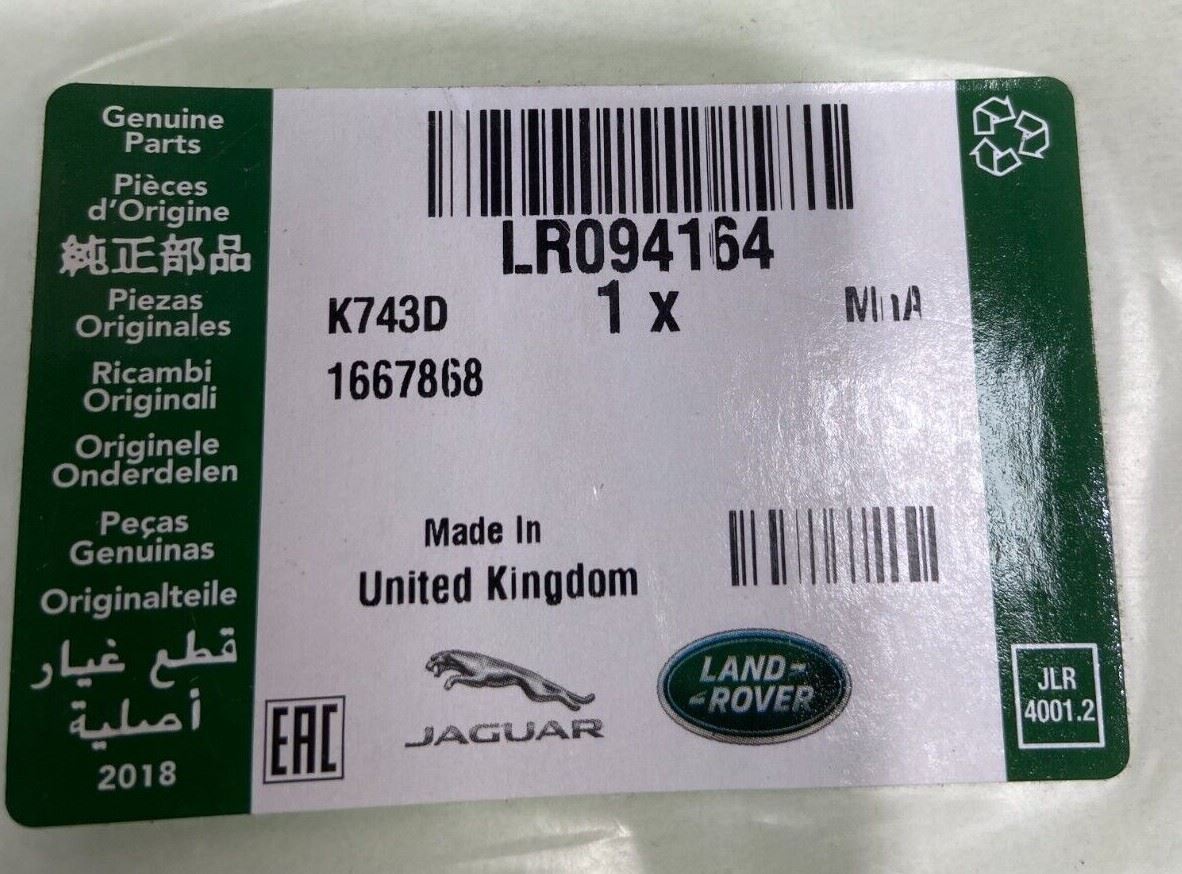 Genuine
Parts
Pièces
d'Origine
純正部品
Piezas
Originales
Ricambi
Originali
Originele
Onderdelen
Peças
Genuinas
Originalteile
قطع غيار
أصلية
2018
LR094164
K743D
1 x
1667868
Made In
United Kingdom
EAC
JAGUAR
LAND-
-ROVER
JLR
4001.2